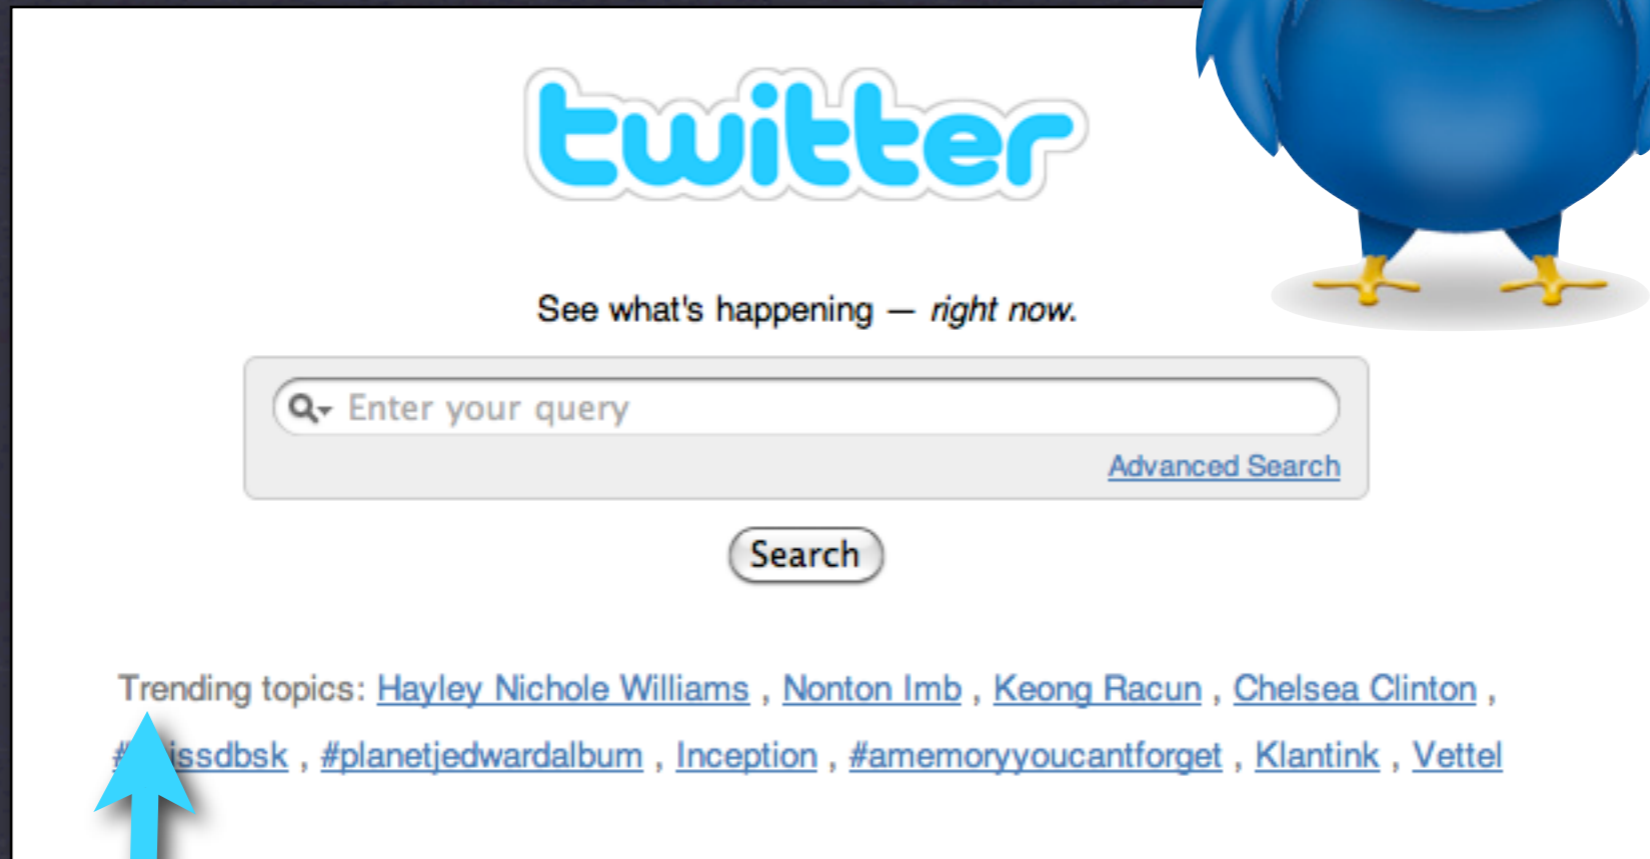 twitter
See what's happening — right now.
Enter your query
Advanced Search
Search
Trending topics: Hayley Nichole Williams , Nonton Imb , Keong Racun , Chelsea Clinton ,
, #planetjedwardalbum , Inception , #amemoryyoucantforget , Klantink , Vettel